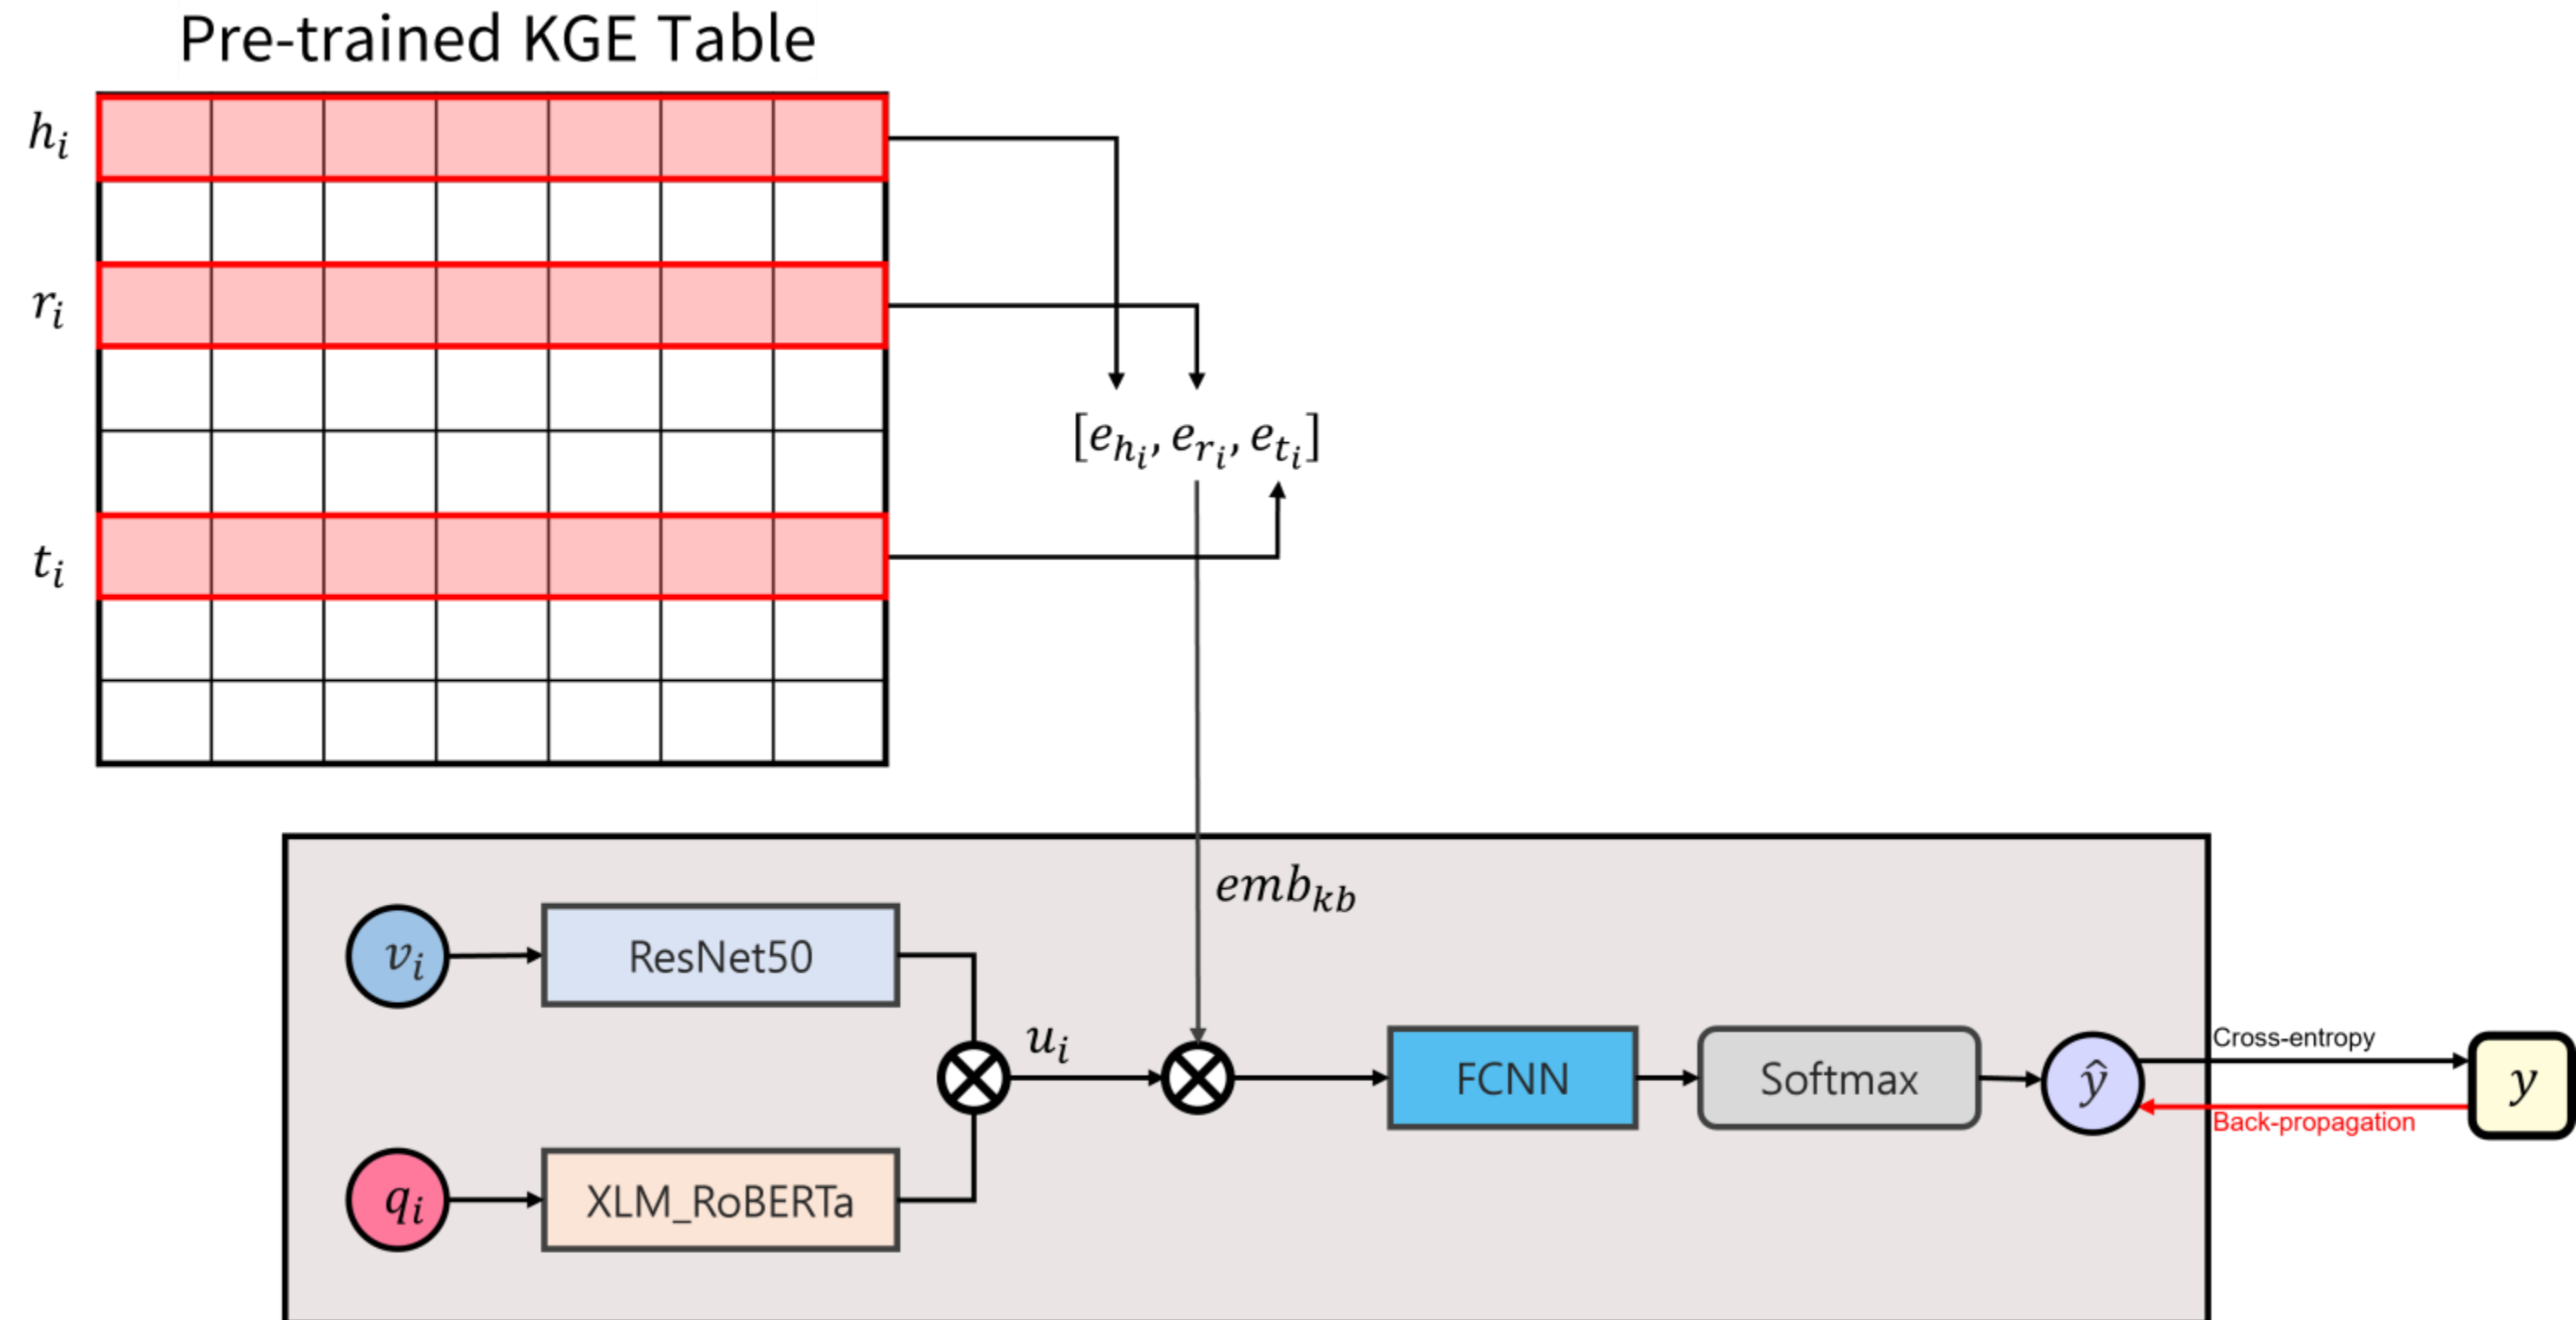 Pre-trained KGE Table
h_i
r_i
[e_{h_i}, e_{r_i}, e_{t_i}]
t_i
emb_{kb}
v_i
ResNet50
u_i
FCNN
Softmax
ŷ
Cross-entropy
y
Back-propagation
q_i
XLM_RoBERTa